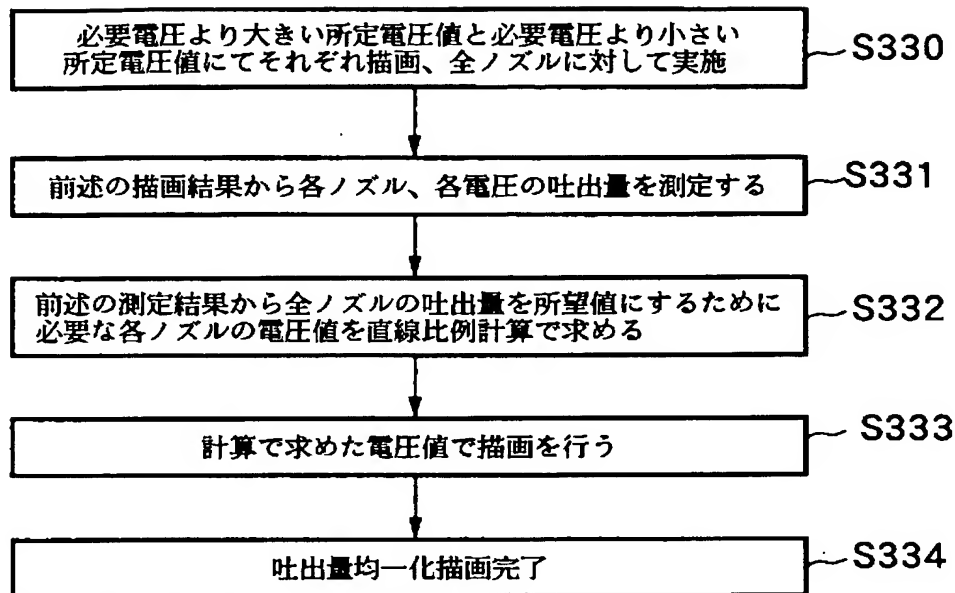 必要電圧より大きい所定電圧値と必要電圧より小さい
所定電圧値にてそれぞれ描画、全ノズルに対して実施
S330
前述の描画結果から各ノズル、各電圧の吐出量を測定する
S331
前述の測定結果から全ノズルの吐出量を所望値にするために
必要な各ノズルの電圧値を直線比例計算で求める
S332
計算で求めた電圧値で描画を行う
S333
吐出量均一化描画完了
S334